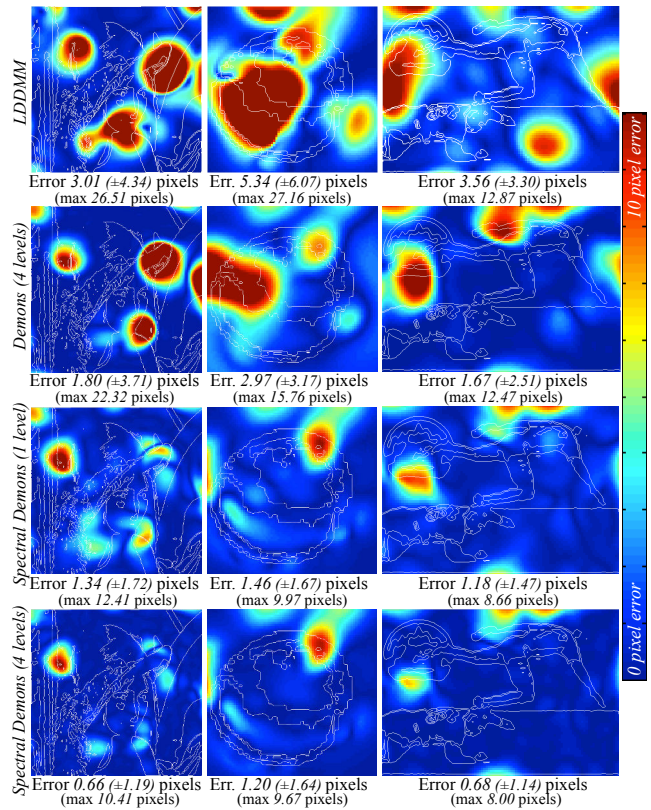 LDDMM
Error 3.01 (±4.34) pixels
(max 26.51 pixels)
Err. 5.34 (±6.07) pixels
(max 27.16 pixels)
Error 3.56 (±3.30) pixels
(max 12.87 pixels)
Demons (4 levels)
Error 1.80 (±3.71) pixels
(max 22.32 pixels)
Err. 2.97 (±3.17) pixels
(max 15.76 pixels)
Error 1.67 (±2.51) pixels
(max 12.47 pixels)
Spectral Demons (1 level)
Error 1.34 (±1.72) pixels
(max 12.41 pixels)
Err. 1.46 (±1.67) pixels
(max 9.97 pixels)
Error 1.18 (±1.47) pixels
(max 8.66 pixels)
Spectral Demons (4 levels)
Error 0.66 (±1.19) pixels
(max 10.41 pixels)
Err. 1.20 (±1.64) pixels
(max 9.67 pixels)
Error 0.68 (±1.14) pixels
(max 8.00 pixels)
10 pixel error
0 pixel error